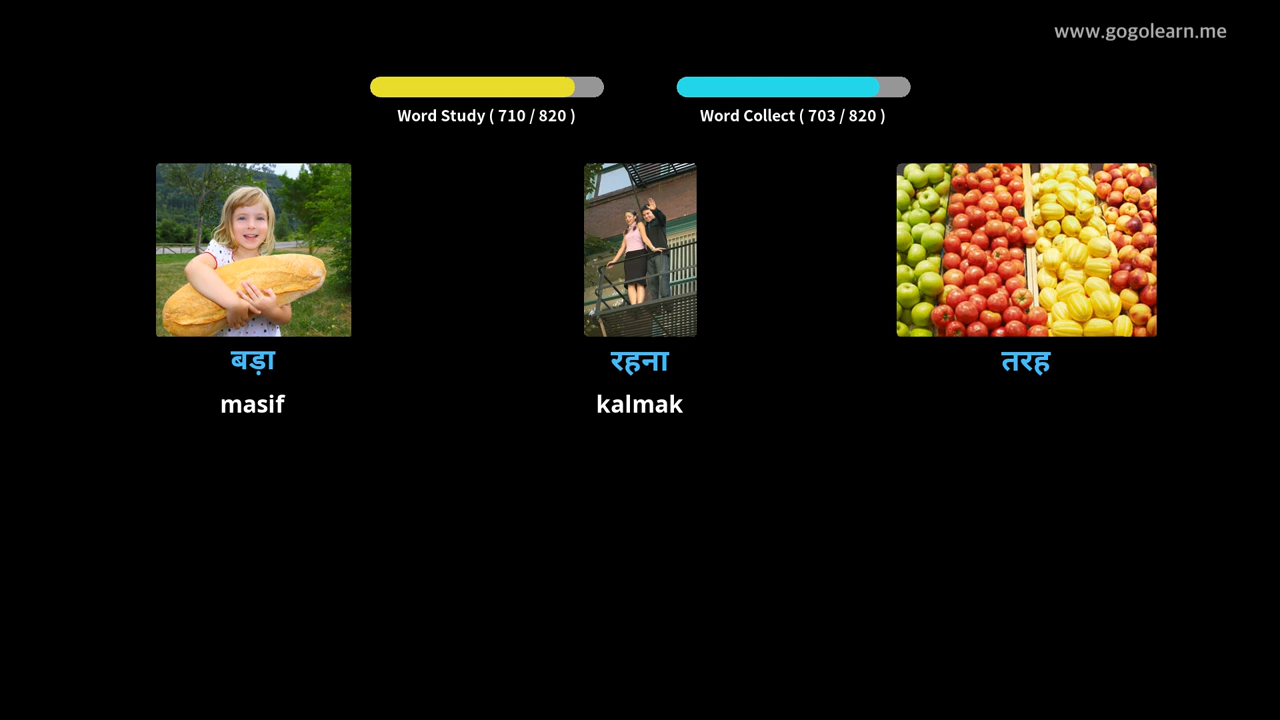 www.gogolearn.me
Word Study ( 710 / 820 )
Word Collect ( 703 / 820 )
बड़ा
रहना
तरह
masif
kalmak